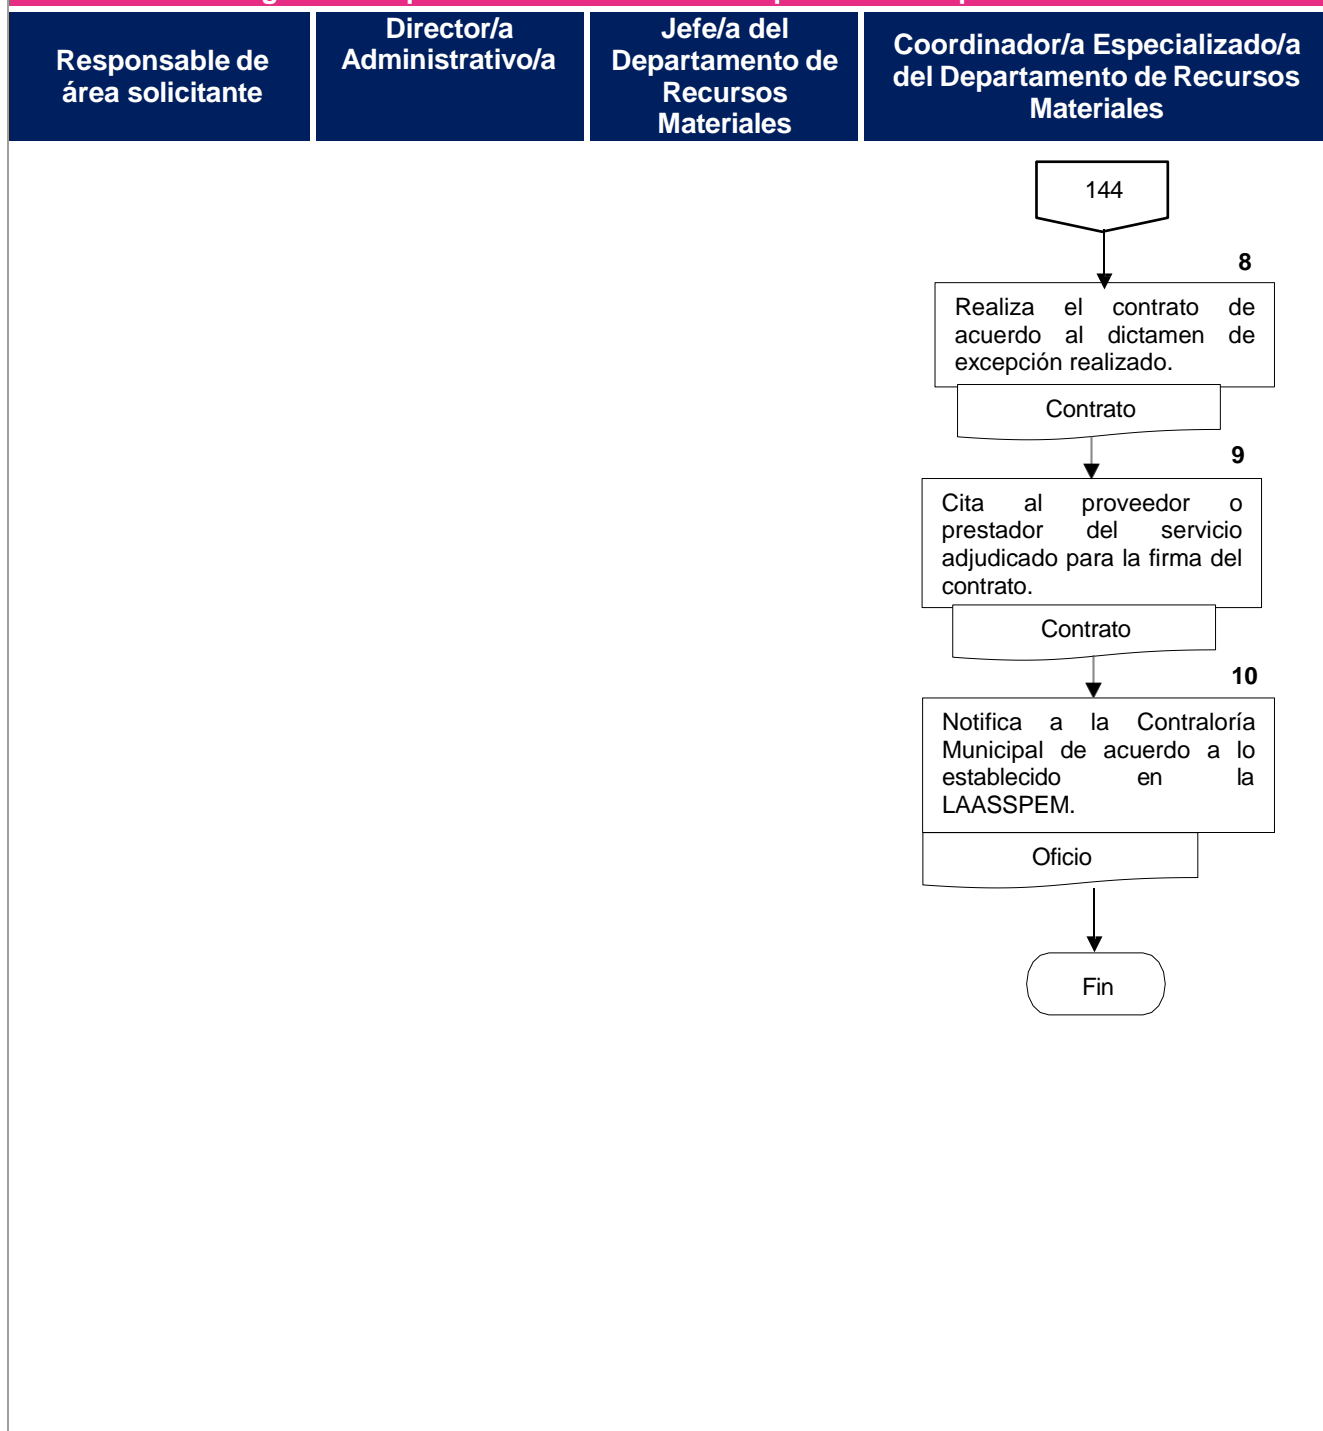 Responsable de
área solicitante
Director/a
Administrativo/a
Jefe/a del
Departamento de
Recursos
Materiales
Coordinador/a Especializado/a
del Departamento de Recursos
Materiales
144
8
Realiza el contrato de
acuerdo al dictamen de
excepción realizado.
Contrato
9
Cita al proveedor o
prestador del servicio
adjudicado para la firma del
contrato.
Contrato
10
Notifica a la Contraloría
Municipal de acuerdo a lo
establecido en la
LAASSPEM.
Oficio
Fin